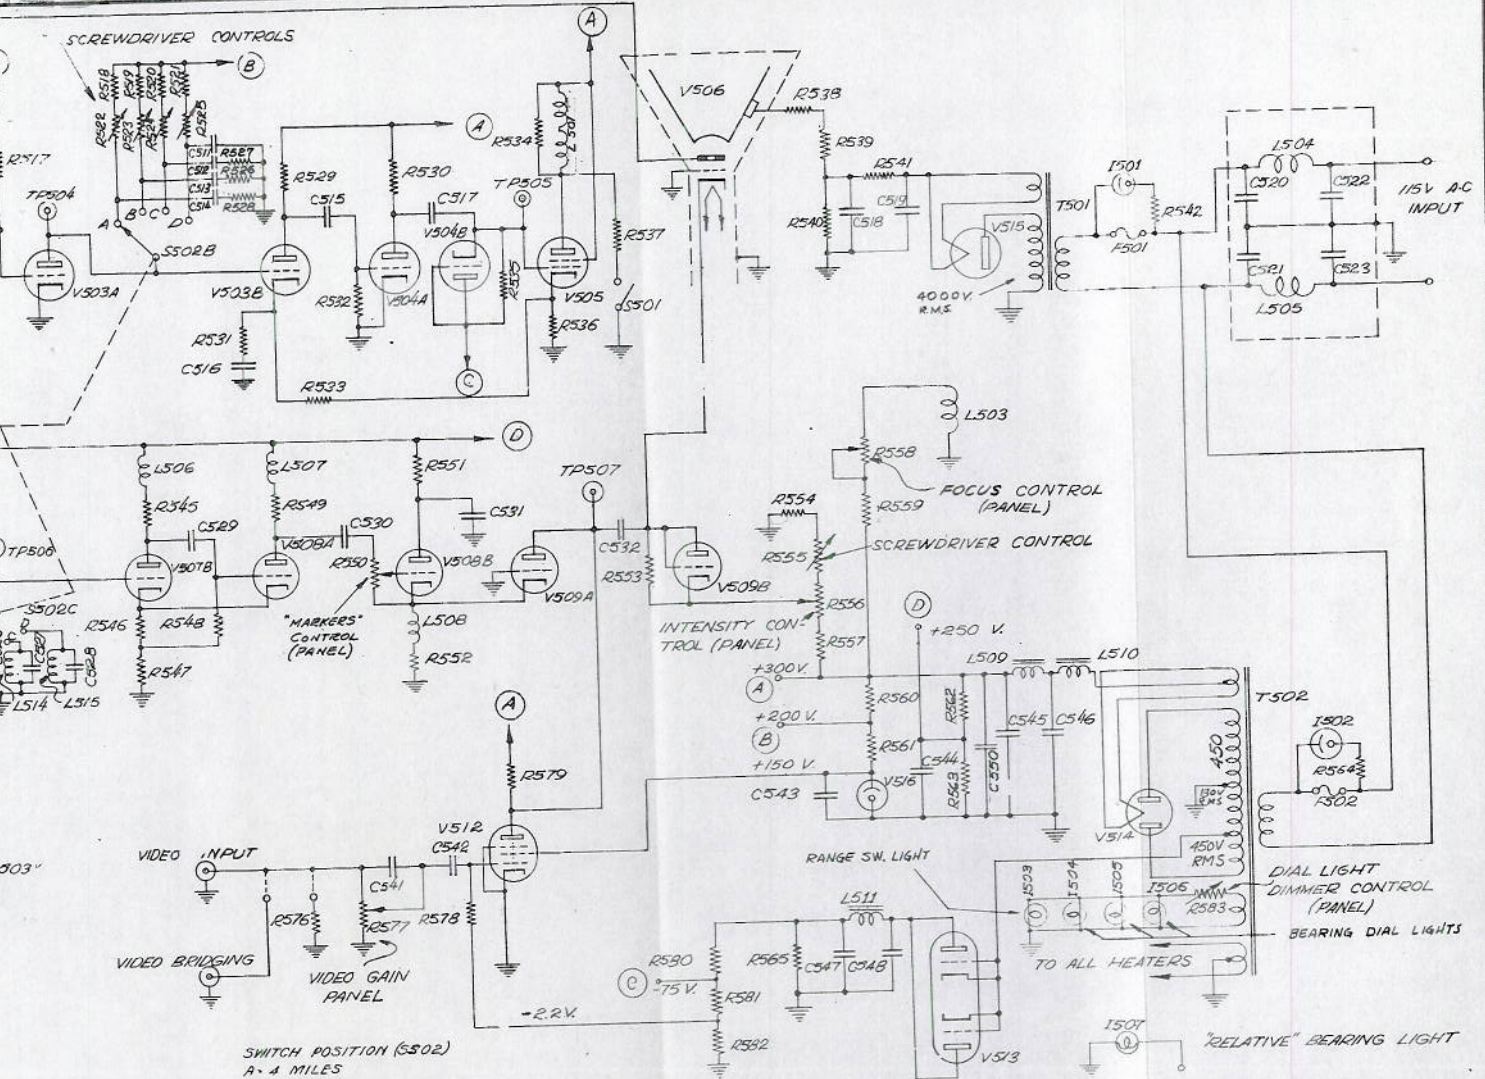 SCREWDRIVER CONTROLS
A
B
R518
R519
R520
R521
R522
R523
R524
R525
R517
TP504
C511
R527
C512
R526
C513
C514
R528
A
B
C
D
S502B
V503A
V503B
R529
C515
R530
C517
A
V504B
TP505
R534
L501
R537
R532
V504A
R535
V505
S501
R536
R531
C516
R533
C
V506
R538
R539
R541
R540
C518
C519
V515
4000V.
R.M.S.
T501
I501
R542
F501
L504
C520
C522
C521
C523
L505
115V A-C
INPUT
D
L506
L507
R551
TP507
R545
R549
C529
C530
C531
V508A
TP506
V507B
R550
V508B
V509A
C532
R553
V509B
S502C
R546
R548
R547
"MARKERS"
CONTROL
(PANEL)
L508
R552
C527
C528
L514
L515
L503
R558
FOCUS CONTROL
(PANEL)
R559
R554
R555
SCREWDRIVER CONTROL
R556
INTENSITY CON-
TROL (PANEL)
R557
D
+250 V.
+300V.
A
+200 V.
B
+150 V.
R560
R561
R562
R563
C543
V516
C544
C550
C545
C546
L509
L510
T502
450
130V
RMS
450V
RMS
V514
I502
R564
F502
A
R579
V512
C542
VIDEO INPUT
C541
R576
R577
R578
503"
VIDEO BRIDGING
VIDEO GAIN
PANEL
-2.2V.
RANGE SW. LIGHT
L511
I503
I504
I505
I506
R583
DIAL LIGHT
DIMMER CONTROL
(PANEL)
BEARING DIAL LIGHTS
TO ALL HEATERS
R580
R565
C547
C548
C
-75 V.
R581
R582
V513
I507
"RELATIVE" BEARING LIGHT
SWITCH POSITION (S502)
A- 4 MILES